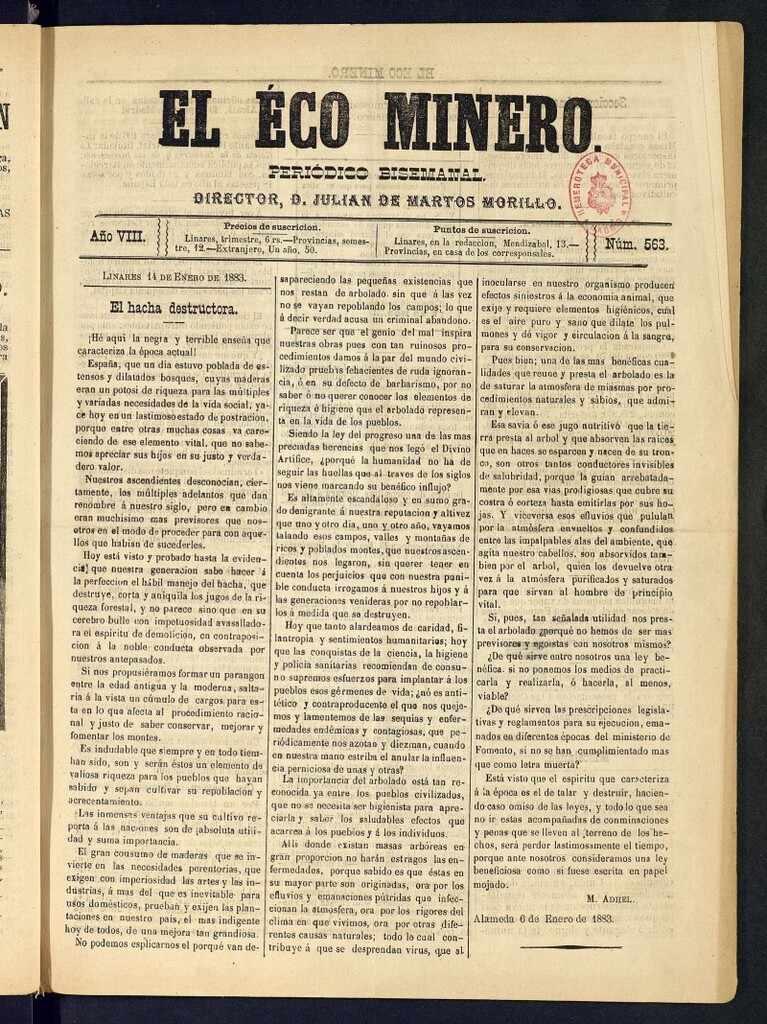 EL ÉCO MINERO.
PERIÓDICO BISEMANAL.
DIRECTOR, D. JULIAN DE MARTOS MORILLO.
HEMEROTECA MUNICIPAL
Año VIII.
Precios de suscricion.
Linares, trimestre, 6 rs.—Provincias, semes-
tre, 12.—Extranjero, Un año, 50.
Puntos de suscricion.
Linares, en la redaccion, Mendizabal, 13.—
Provincias, en casa de los corresponsales.
Núm. 563.
LINARES 14 DE ENERO DE 1883.
El hacha destructora.
¡Hé aquí la negra y terrible enseña que
caracteriza la época actual!
España, que un dia estuvo poblada de es-
tensos y dilatados bosques, cuyas maderas
eran un potosi de riqueza para las múltiples
y variadas necesidades de la vida social, ya-
ce hoy en un lastimoso estado de postracion,
porque entre otras muchas cosas va care-
ciendo de ese elemento vital, que no sabe-
mos apreciar sus hijos en su justo y verda-
dero valor.
Nuestros ascendientes desconocian, cier-
tamente, los múltiples adelantos que dan
renombre á nuestro siglo, pero en cambio
eran muchisimo mas previsores que nos-
otros en el modo de proceder para con aque-
llos que habian de sucederles.
Hoy está visto y probado hasta la eviden-
cia que nuestra generacion sabe hacer á
la perfeccion el hábil manejo del hacha, que
destruye, corta y aniquila los jugos de la ri-
queza forestal, y no parece sino que en su
cerebro bulle con impetuosidad avasallado-
ra el espiritu de demolicion, en contraposi-
cion á la noble conducta observada por
nuestros antepasados.
Si nos propusiéramos formar un parangon
entre la edad antigua y la moderna, salta-
ria á la vista un cúmulo de cargos para es-
ta en lo que afecta al procedimiento racio-
nal y justo de saber conservar, mejorar y
fomentar los montes.
Es indudable que siempre y en todo tiem-
po han sido, son y serán éstos un elemento de
valiosa riqueza para los pueblos que hayan
sabido y sepan cultivar su repoblacion y
acrecentamiento.
Las inmensas ventajas que su cultivo re-
porta á las naciones son de absoluta utili-
dad y suma importancia.
El gran consumo de maderas que se in-
vierte en las necesidades perentorias, que
exigen con imperiosidad las artes y las in-
dustrias, á mas del que es inevitable para
usos domésticos, prueban y exijen las plan-
taciones en nuestro pais, el mas indigente
hoy de todos, de una mejora tan grandiosa.
No podemos esplicarnos el porqué van de-
sapareciendo las pequeñas existencias que
nos restan de arbolado sin que á las vez
no se vayan repoblando los campos; lo que
á decir verdad acusa un criminal abandono.
Parece ser que el genio del mal inspira
nuestras obras pues con tan ruinosos pro-
cedimientos damos á la par del mundo civi-
lizado pruebas fehacientes de ruda ignoran-
cia, ó en su defecto de barbarismo, por no
saber ó no querer conocer los elementos de
riqueza é higiene que el arbolado represen-
ta en la vida de los pueblos.
Siendo la ley del progreso una de las mas
preciadas herencias que nos legó el Divino
Artífice, ¿porqué la humanidad no ha de
seguir las huellas que al traves de los siglos
nos viene marcando su benéfico influjo?
Es altamente escandaloso y en sumo gra-
do denigrante á nuestra reputacion y altivez
que uno y otro dia, uno y otro año, vayamos
talando esos campos, valles y montañas de
ricos y poblados montes, que nuestros ascen-
dientes nos legaron, sin querer tener en
cuenta los perjuicios que con nuestra puni-
ble conducta irrogamos á nuestros hijos y á
las generaciones venideras por no repoblar-
los á medida que se destruyen.
Hoy que tanto alardeamos de caridad, fi-
lantropia y sentimientos humanitarios; hoy
que las conquistas de la ciencia, la higiene
y policia sanitarias recomiendan de consu-
no supremos esfuerzos para implantar á los
pueblos esos gérmenes de vida; ¿nó es anti-
tético y contraproducente el que nos queje-
mos y lamentemos de las sequias y enfer-
medades endémicas y contagiosas, que pe-
riódicamente nos azotan y diezman, cuando
en nuestra mano estriba el anular la influen-
cia perniciosa de unas y otras?
La importancia del arbolado está tan re-
conocida ya entre los pueblos civilizados,
que no se necesita ser higienista para apre-
ciarla y saber los saludables efectos que
acarrea á los pueblos y á los individuos.
Alli donde existan masas arbóreas en
gran proporcion no harán estragos las en-
fermedades, porque sabido es que éstas en
su mayor parte son originadas, ora por los
efluvios y emanaciones pútridas que infec-
cionan la atmósfera, ora por los rigores del
clima en que vivimos, ora por otras dife-
rentes causas naturales; todo lo cual con-
tribuye á que se desprendan virus, que al
inocularse en nuestro organismo producen
efectos siniestros á la economia animal, que
exije y requiere elementos higiénicos, cual
es el aire puro y sano que dilate los pul-
mones y dé vigor y circulacion á la sangre,
para su conservacion.
Pues bien; una de las mas benéficas cua-
lidades que reune y presta el arbolado es la
de saturar la atmosfera de miasmas por pro-
cedimientos naturales y sábios, que admi-
ran y elevan.
Esa savia ó ese jugo nutritivo que la tie-
rra presta al arbol y que absorven las raices
que en haces se esparcen y nacen de su tron-
co, son otros tantos conductores invisibles
de salubridad, porque la guian arrebatada-
mente por esa vias prodigiosas que cubre su
costra ó corteza hasta emitirlas por sus ho-
jas. Y viceversa esos efluvios que pululan
por la atmósfera envueltos y confundidos
entre las impalpables alas del ambiente, que
agita nuestro cabellos. son absorvidos tam-
bien por el arbol, quien los devuelve otra
vez á la atmósfera purificados y saturados
para que sirvan al hombre de principio
vital.
Si, pues, tan señalada utilidad nos pres-
ta el arbolado ¿porqué no hemos de ser mas
previsores y egoistas con nosotros mismos?
¿De qué sirve entre nosotros una ley be-
néfica. si no ponemos los medios de practi-
carla y realizarla, ó hacerla, al menos,
viable?
¿De qué sirven las prescripciones legisla-
tivas y reglamentos para su ejecucion, ema-
nados en diferentes épocas del ministerio de
Fomento, si no se han cumplimientado mas
que como letra muerta?
Está visto que el espiritu que caracteriza
á la época es el de talar y destruir, hacien-
do caso omiso de las leyes, y todo lo que sea
no ir estas acompañadas de conminaciones
y penas que se lleven al terreno de los he-
chos, será perder lastimosamente el tiempo,
porque ante nosotros consideramos una ley
beneficiosa como si fuese escrita en papel
mojado.
M. ADHEL.
Alameda 6 de Enero de 1883.